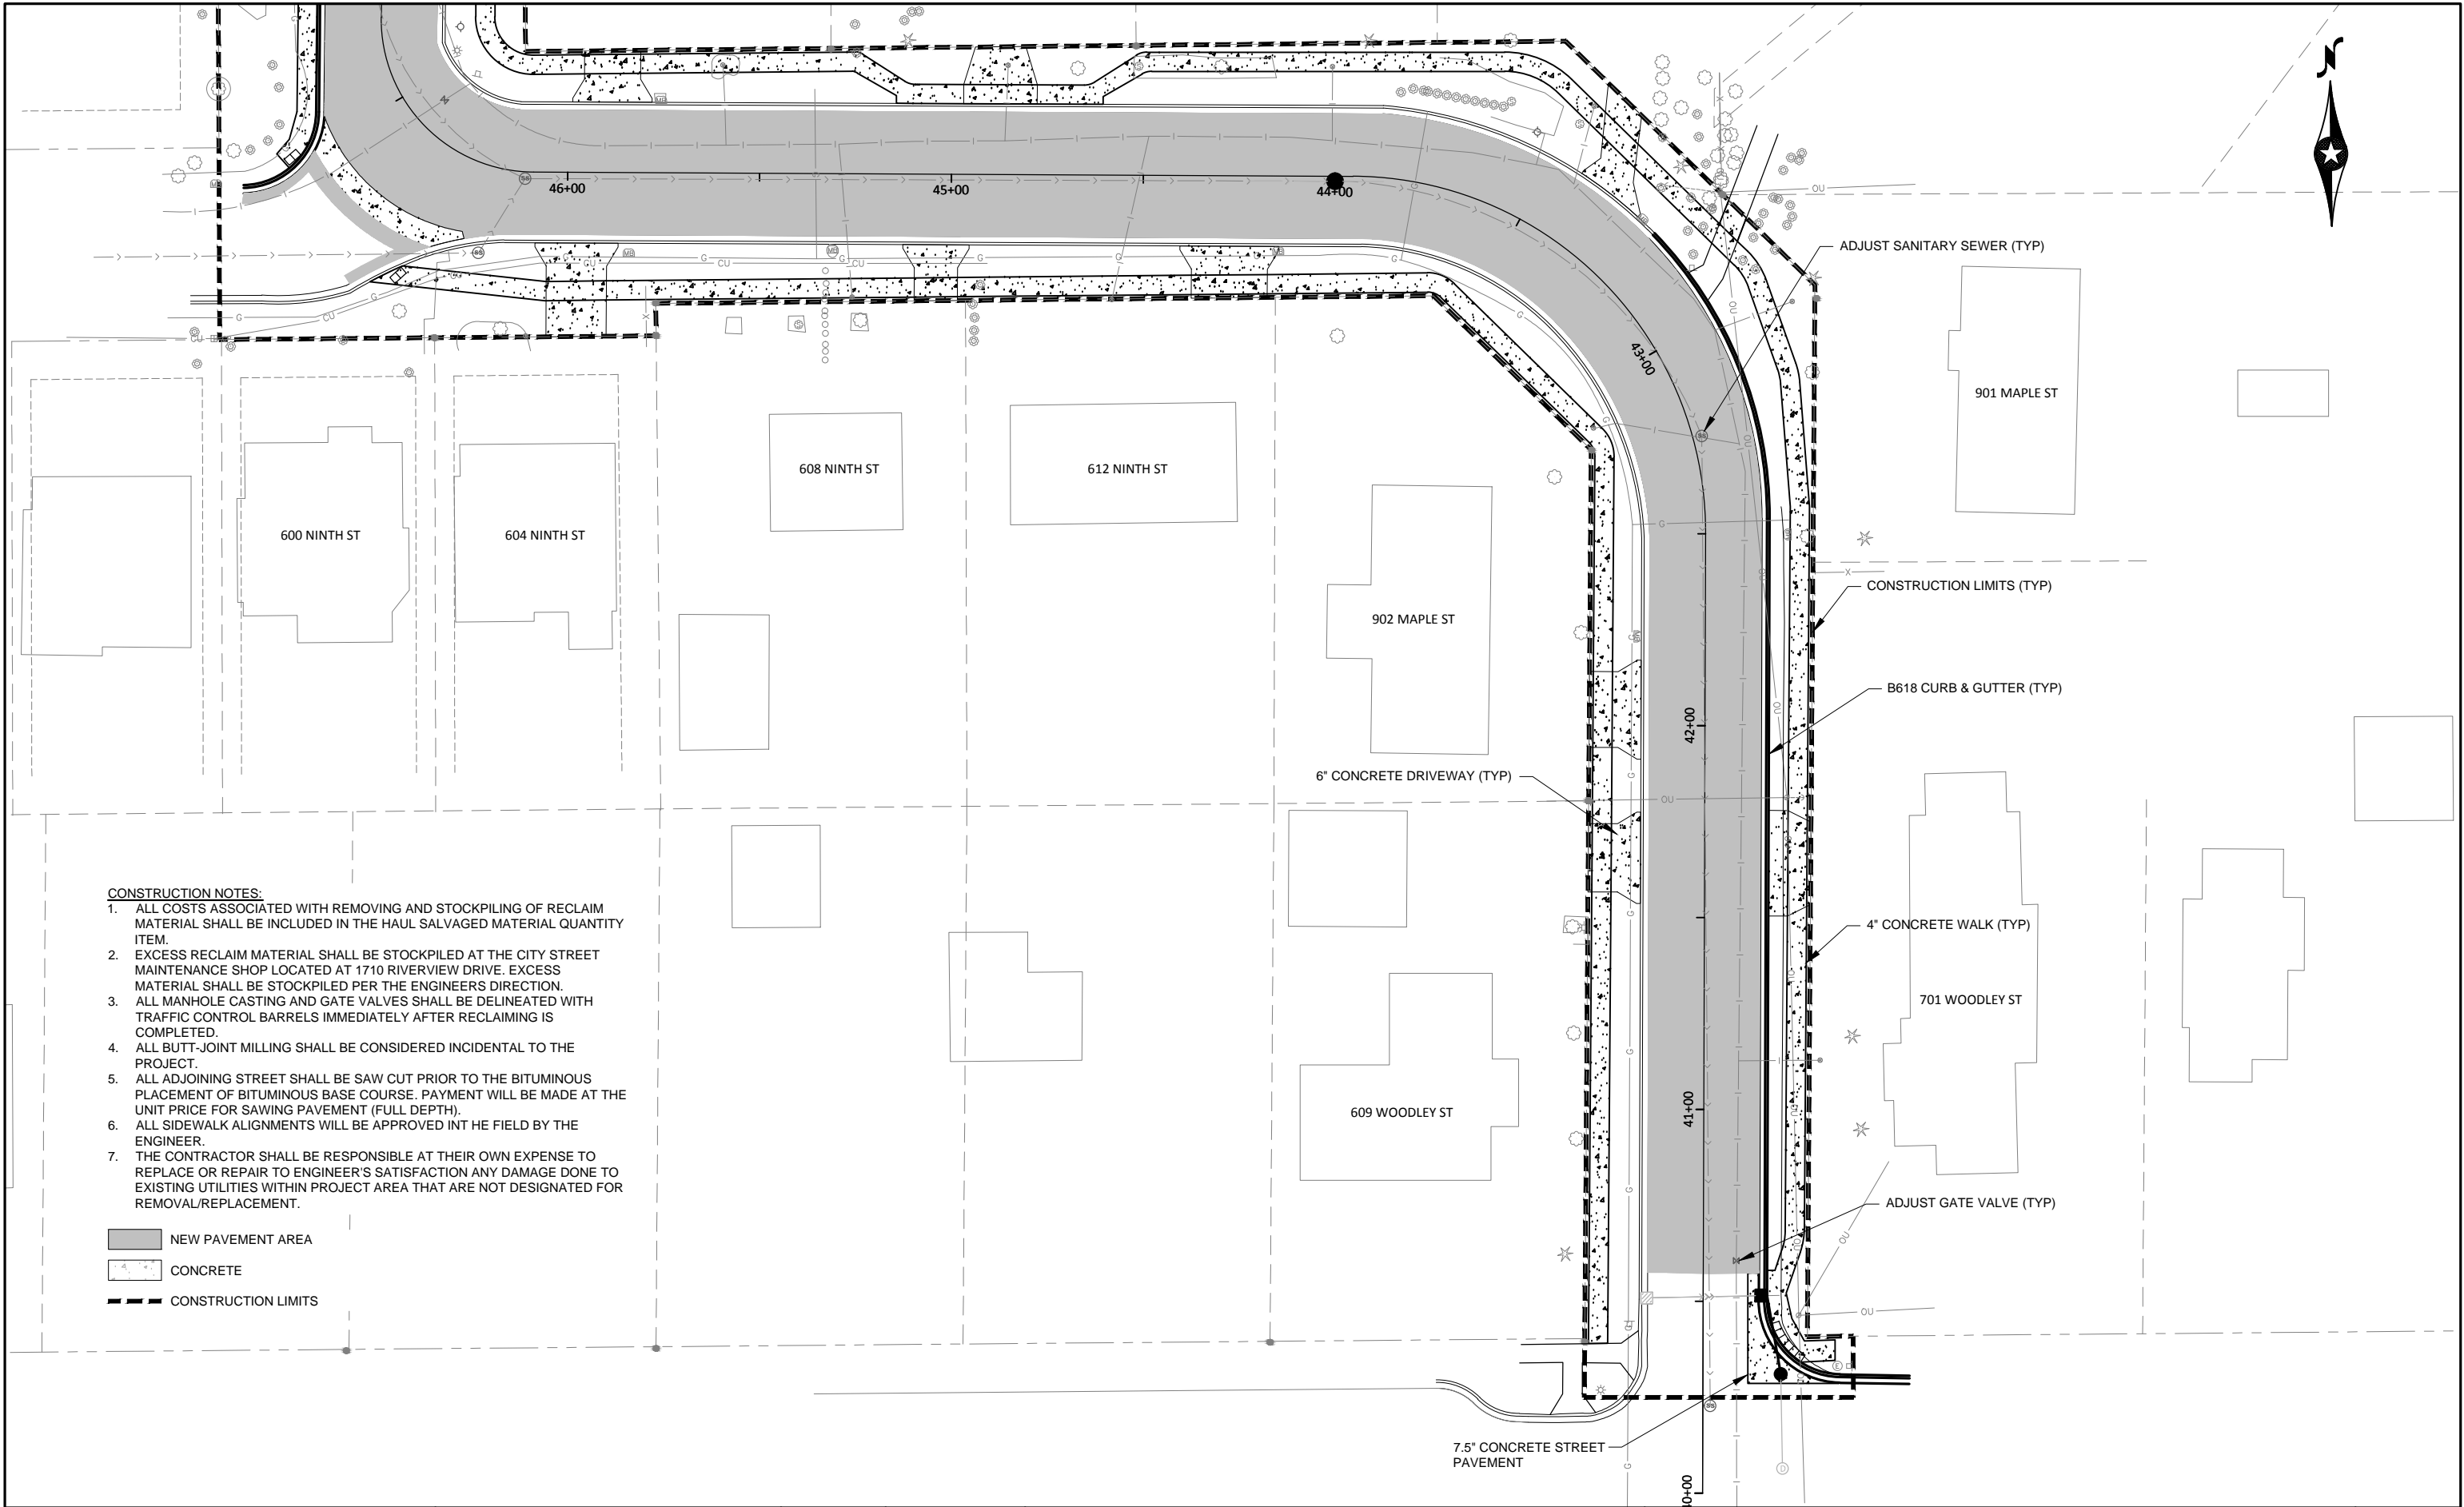 N
46+00
45+00
44+00
43+00
42+00
41+00
ADJUST SANITARY SEWER (TYP)
901 MAPLE ST
CONSTRUCTION LIMITS (TYP)
B618 CURB & GUTTER (TYP)
6" CONCRETE DRIVEWAY (TYP)
4" CONCRETE WALK (TYP)
701 WOODLEY ST
ADJUST GATE VALVE (TYP)
7.5" CONCRETE STREET
PAVEMENT
600 NINTH ST
604 NINTH ST
608 NINTH ST
612 NINTH ST
902 MAPLE ST
609 WOODLEY ST
CONSTRUCTION NOTES:
1. ALL COSTS ASSOCIATED WITH REMOVING AND STOCKPILING OF RECLAIM
MATERIAL SHALL BE INCLUDED IN THE HAUL SALVAGED MATERIAL QUANTITY
ITEM.
2. EXCESS RECLAIM MATERIAL SHALL BE STOCKPILED AT THE CITY STREET
MAINTENANCE SHOP LOCATED AT 1710 RIVERVIEW DRIVE. EXCESS
MATERIAL SHALL BE STOCKPILED PER THE ENGINEERS DIRECTION.
3. ALL MANHOLE CASTING AND GATE VALVES SHALL BE DELINEATED WITH
TRAFFIC CONTROL BARRELS IMMEDIATELY AFTER RECLAIMING IS
COMPLETED.
4. ALL BUTT-JOINT MILLING SHALL BE CONSIDERED INCIDENTAL TO THE
PROJECT.
5. ALL ADJOINING STREET SHALL BE SAW CUT PRIOR TO THE BITUMINOUS
PLACEMENT OF BITUMINOUS BASE COURSE. PAYMENT WILL BE MADE AT THE
UNIT PRICE FOR SAWING PAVEMENT (FULL DEPTH).
6. ALL SIDEWALK ALIGNMENTS WILL BE APPROVED INT HE FIELD BY THE
ENGINEER.
7. THE CONTRACTOR SHALL BE RESPONSIBLE AT THEIR OWN EXPENSE TO
REPLACE OR REPAIR TO ENGINEER'S SATISFACTION ANY DAMAGE DONE TO
EXISTING UTILITIES WITHIN PROJECT AREA THAT ARE NOT DESIGNATED FOR
REMOVAL/REPLACEMENT.
NEW PAVEMENT AREA
CONCRETE
CONSTRUCTION LIMITS